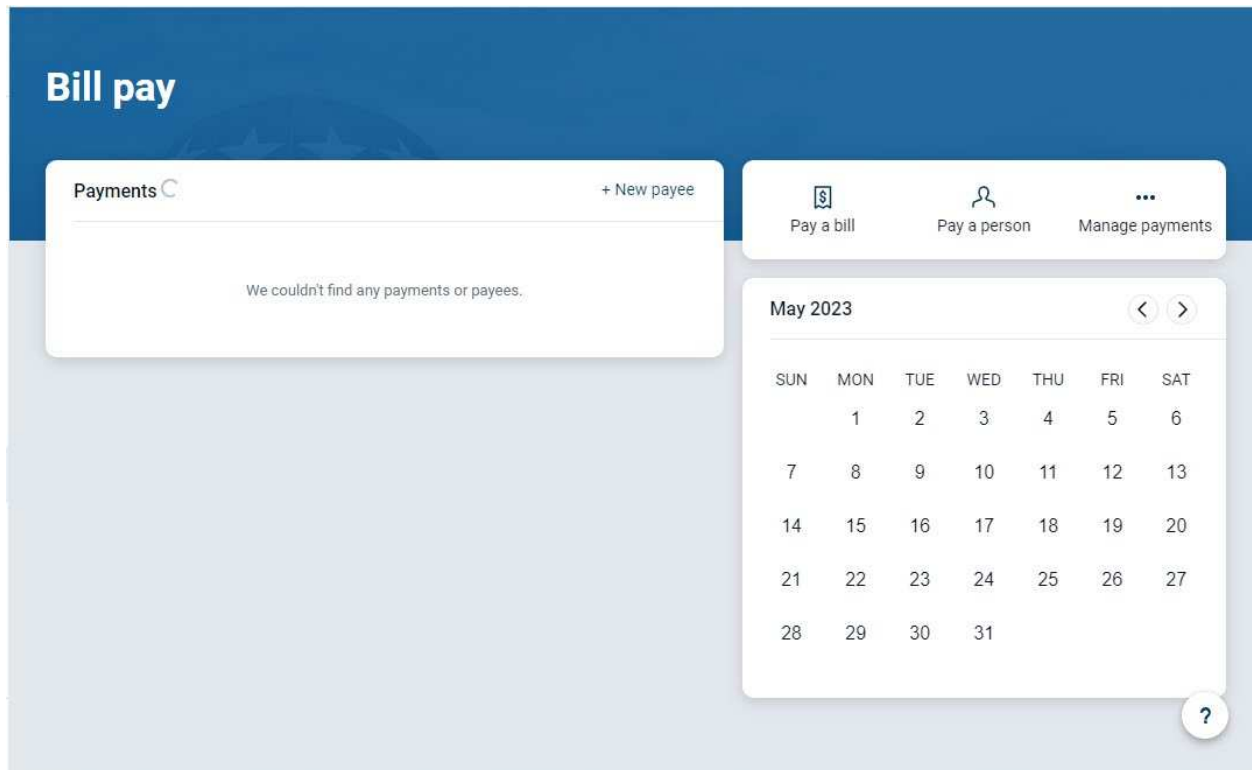 Bill pay
Payments
+ New payee
We couldn't find any payments or payees.
Pay a bill
Pay a person
Manage payments
May 2023
SUN MON TUE WED THU FRI SAT
1 2 3 4 5 6
7 8 9 10 11 12 13
14 15 16 17 18 19 20
21 22 23 24 25 26 27
28 29 30 31
?